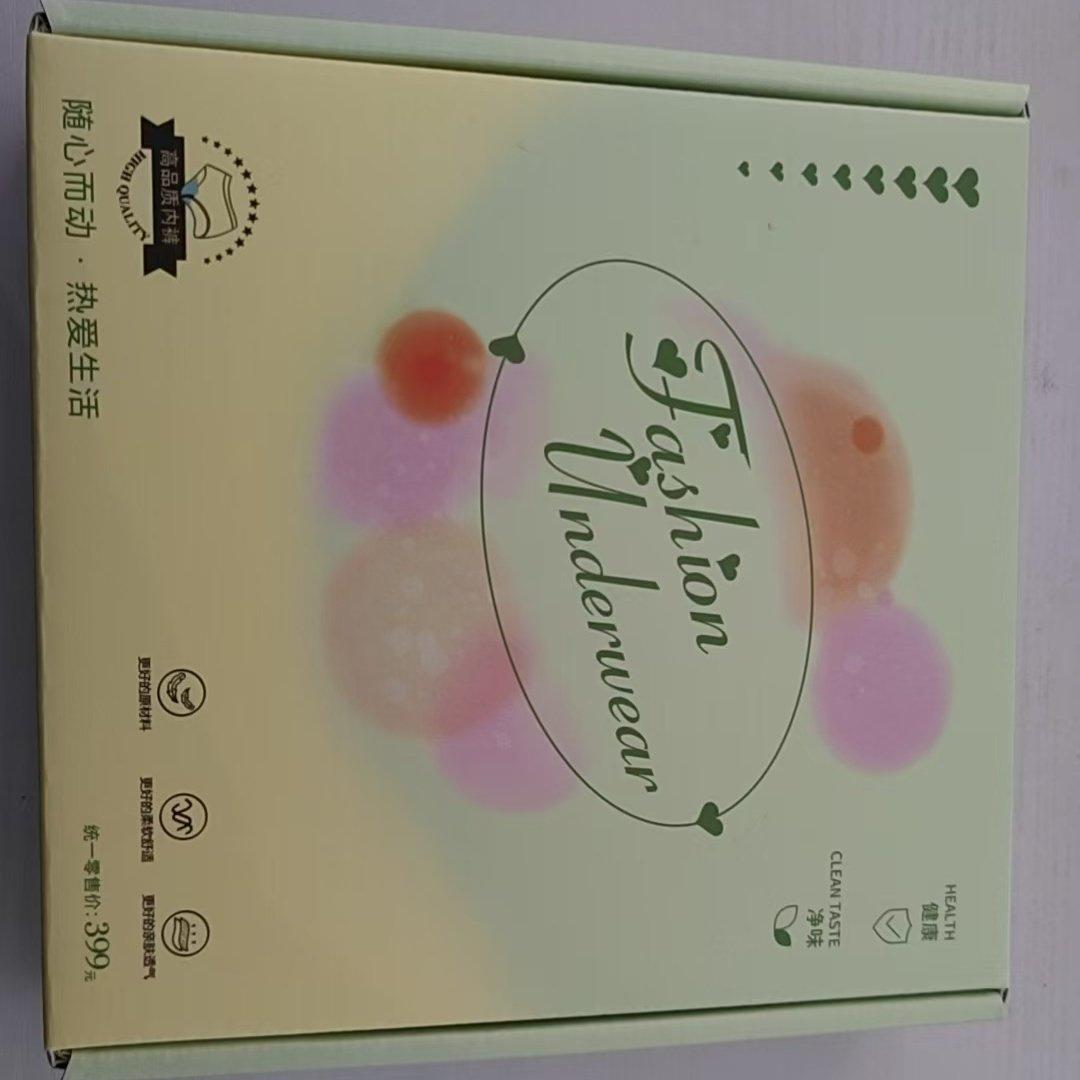 HEALTH
健康
CLEAN TASTE
净味
Fashion
Underwear
高品质内裤
HIGH QUALITY
更好的原材料
更好的柔软舒适
更好的亲肤透气
随心而动 · 热爱生活
统一零售价:399元